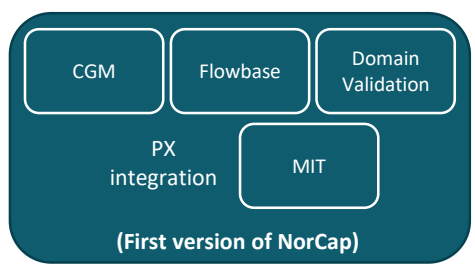 CGM
Flowbase
Domain
Validation
PX
integration
MIT
(First version of NorCap)